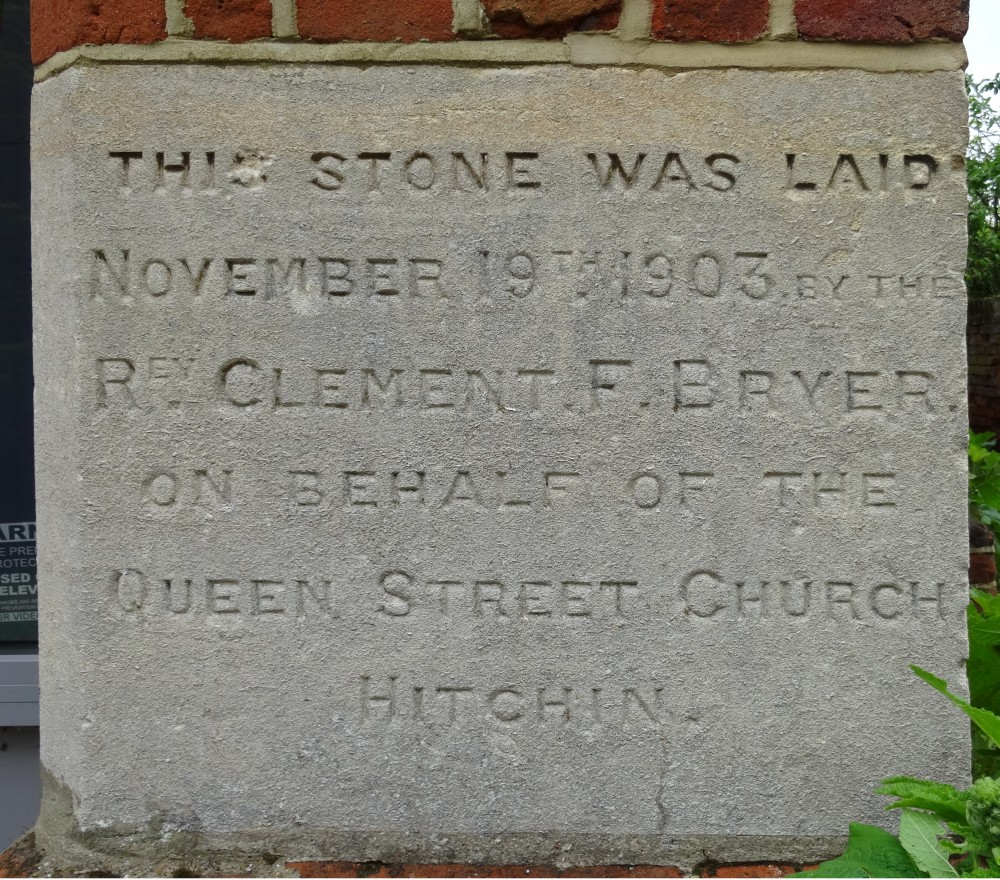 THIS STONE WAS LAID
NOVEMBER 19TH 1903. BY THE
REV. CLEMENT. F. BRYER.
ON BEHALF OF THE
QUEEN STREET CHURCH
HITCHIN.